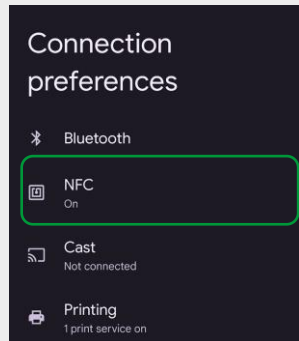 Connection
preferences
Bluetooth
NFC
On
Cast
Not connected
Printing
1 print service on